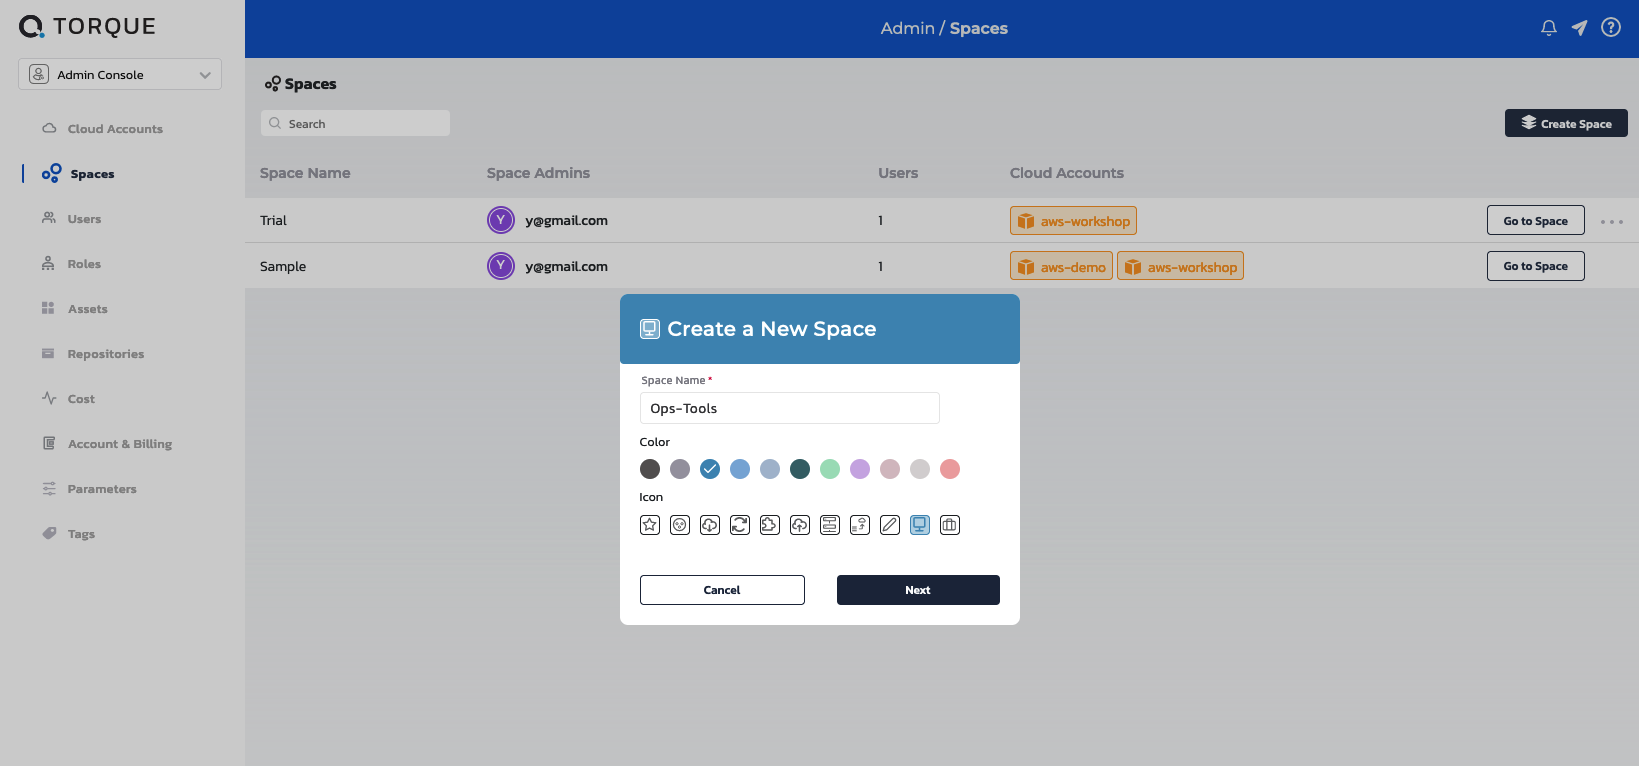 TORQUE
Admin / Spaces
Admin Console
Cloud Accounts
Spaces
Users
Roles
Assets
Repositories
Cost
Account & Billing
Parameters
Tags
Spaces
Search
Create Space
Space Name Space Admins Users Cloud Accounts
Trial Y y@gmail.com 1 aws-workshop Go to Space
Sample Y y@gmail.com 1 aws-demo aws-workshop Go to Space
Create a New Space
Space Name *
Ops-Tools
Color
Icon
Cancel Next